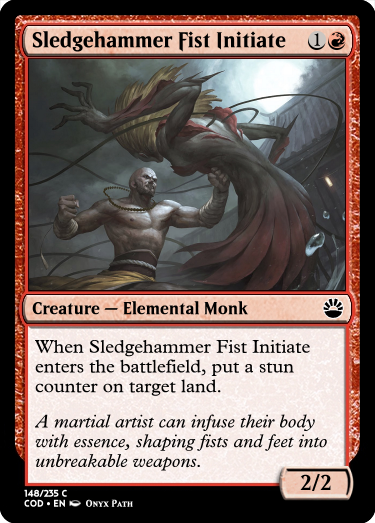 Sledgehammer Fist Initiate 1
Creature — Elemental Monk
When Sledgehammer Fist Initiate
enters the battlefield, put a stun
counter on target land.
A martial artist can infuse their body
with essence, shaping fists and feet into
unbreakable weapons.
2/2
148/235 C
COD • EN Onyx Path